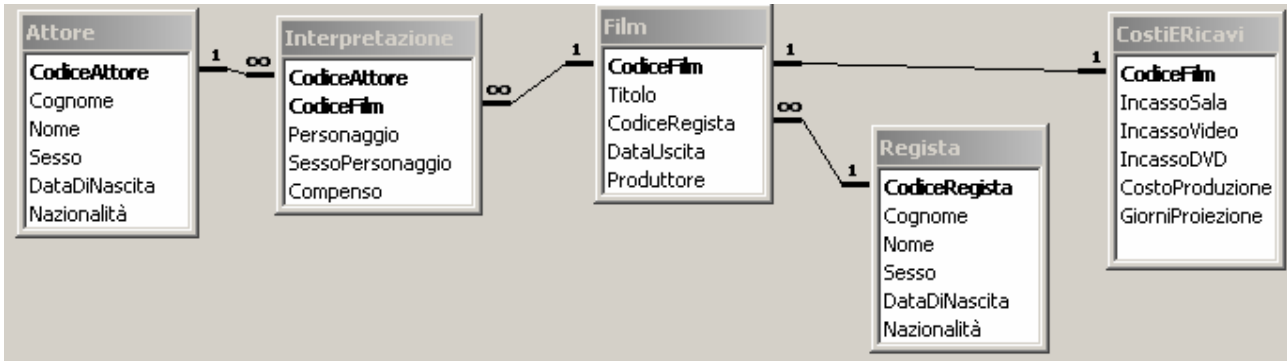 Attore
CodiceAttore
Cognome
Nome
Sesso
DataDiNascita
Nazionalità
1
∞
Interpretazione
CodiceAttore
CodiceFilm
Personaggio
SessoPersonaggio
Compenso
∞
1
Film
CodiceFilm
Titolo
CodiceRegista
DataUscita
Produttore
1
∞
1
Regista
CodiceRegista
Cognome
Nome
Sesso
DataDiNascita
Nazionalità
1
CostiERicavi
CodiceFilm
IncassoSala
IncassoVideo
IncassoDVD
CostoProduzione
GiorniProiezione